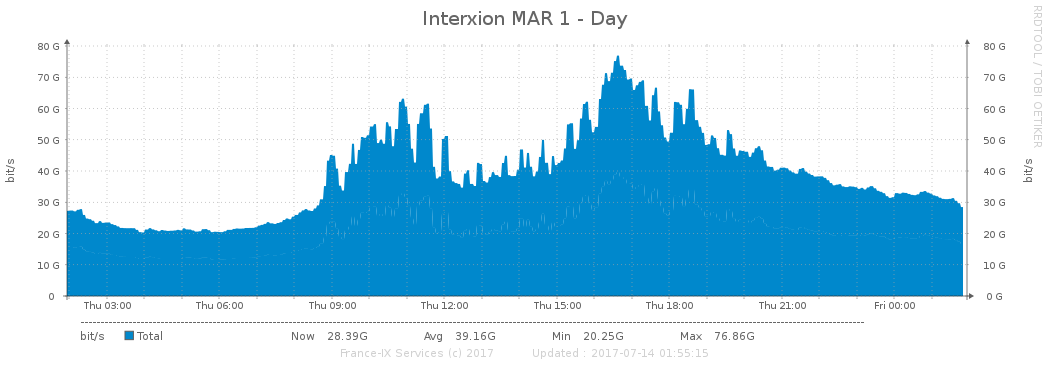 Interxion MAR 1 - Day
RRDTOOL / TOBI OETIKER
bit/s
bit/s
80 G 80 G
70 G 70 G
60 G 60 G
50 G 50 G
40 G 40 G
30 G 30 G
20 G 20 G
10 G 10 G
0 0 G
Thu 03:00 Thu 06:00 Thu 09:00 Thu 12:00 Thu 15:00 Thu 18:00 Thu 21:00 Fri 00:00
bit/s Total Now 28.39G Avg 39.16G Min 20.25G Max 76.86G
France-IX Services (c) 2017 Updated : 2017-07-14 01:55:15